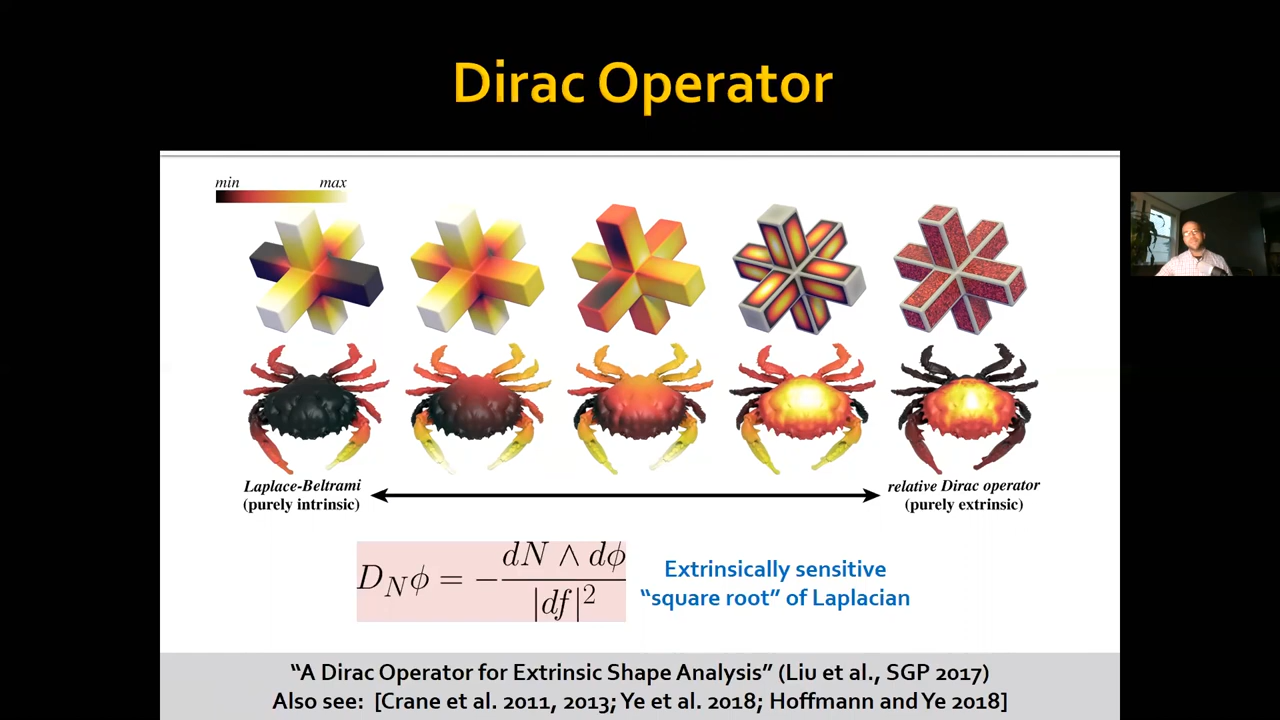 Dirac Operator
min max
Laplace-Beltrami
(purely intrinsic)
relative Dirac operator
(purely extrinsic)
D_N ϕ = − dN ∧ dϕ / |df|²
Extrinsically sensitive
“square root” of Laplacian
“A Dirac Operator for Extrinsic Shape Analysis” (Liu et al., SGP 2017)
Also see: [Crane et al. 2011, 2013; Ye et al. 2018; Hoffmann and Ye 2018]